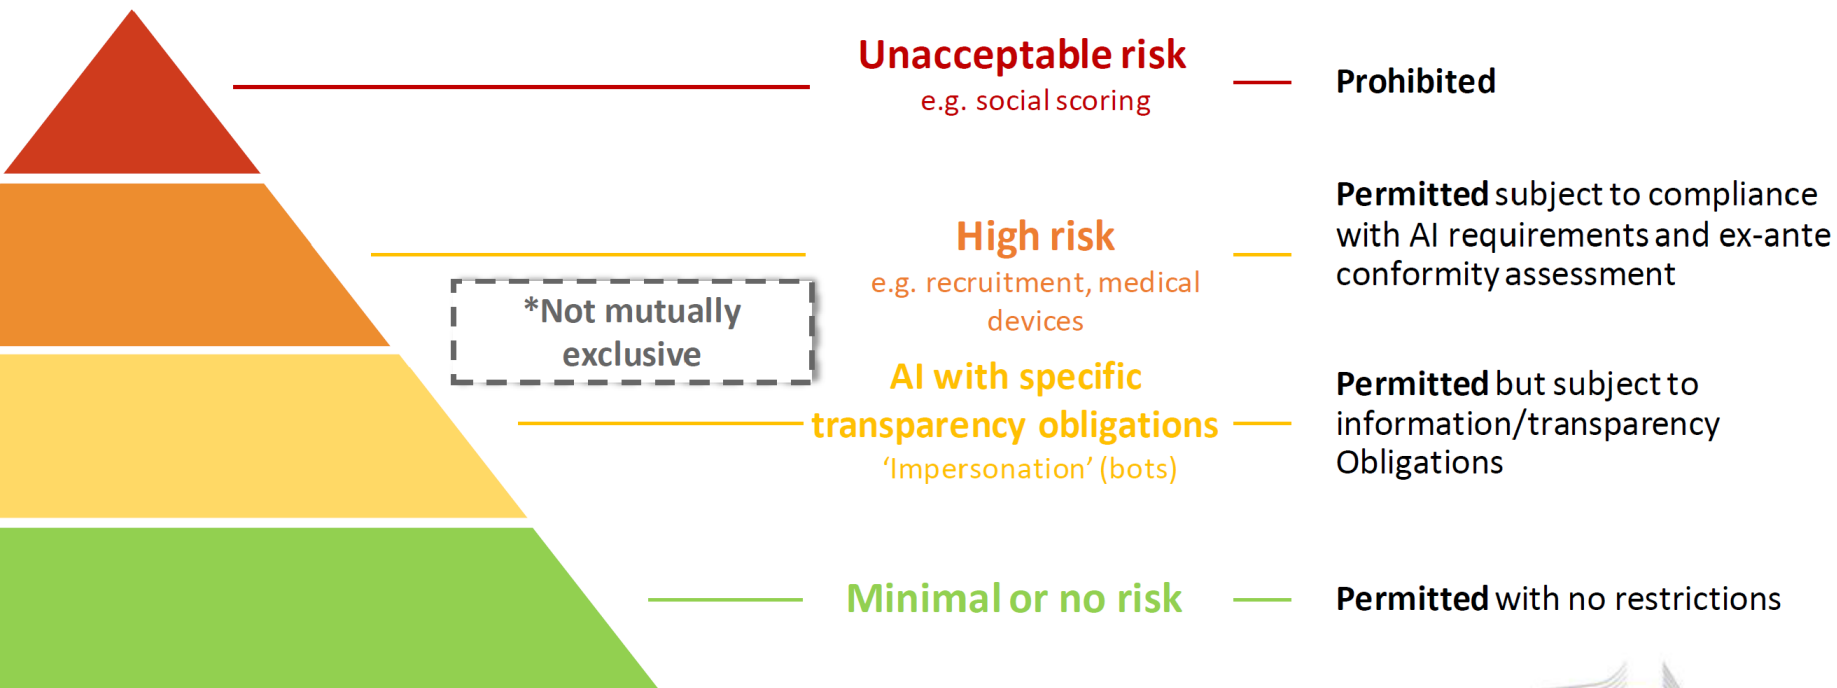 Unacceptable risk
e.g. social scoring
Prohibited
High risk
e.g. recruitment, medical
devices
Permitted subject to compliance
with AI requirements and ex-ante
conformity assessment
*Not mutually
exclusive
AI with specific
transparency obligations
‘Impersonation’ (bots)
Permitted but subject to
information/transparency
Obligations
Minimal or no risk
Permitted with no restrictions